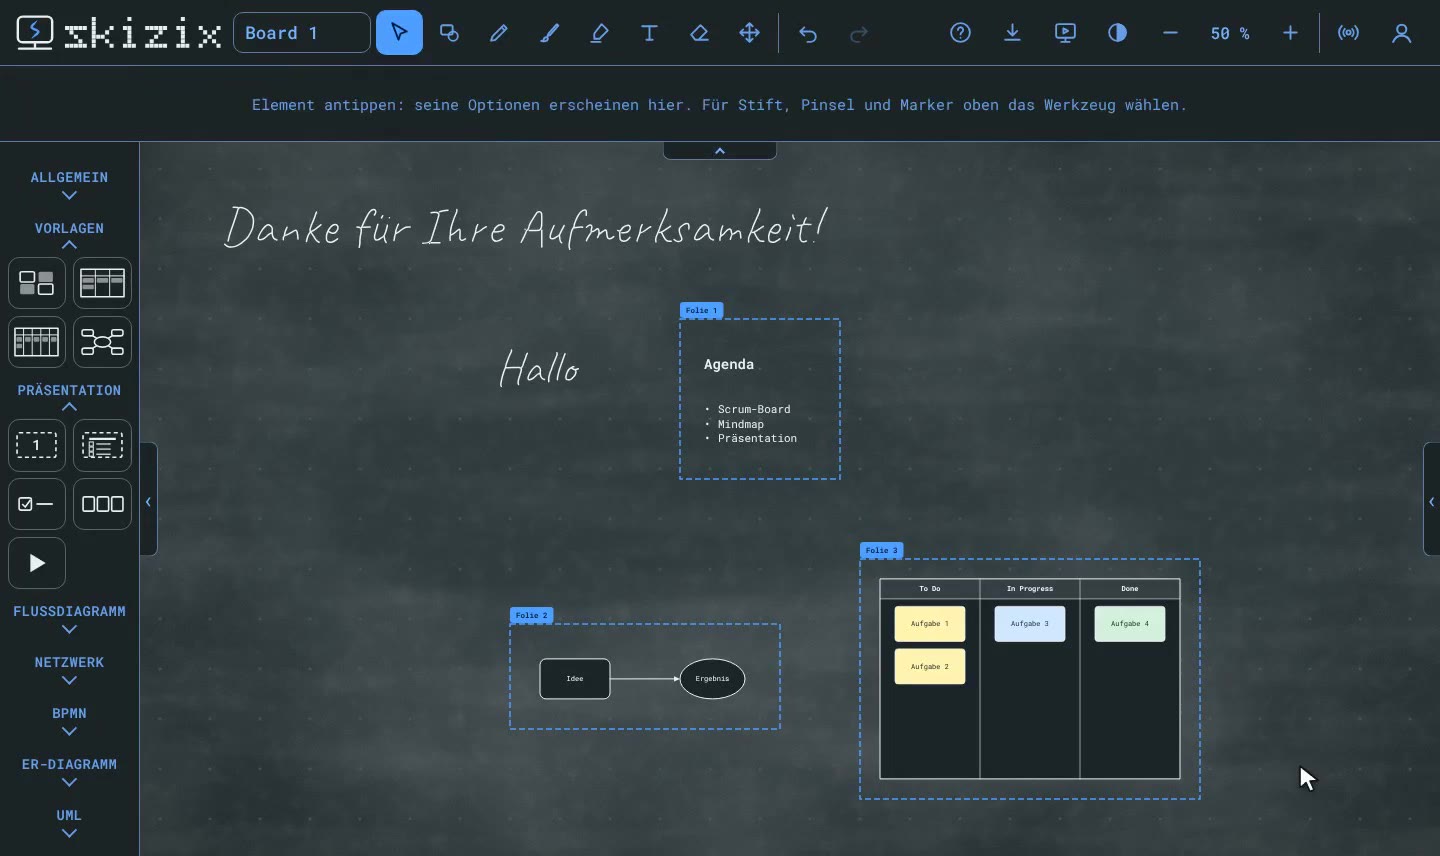 skizix
Board 1
50 %
Element antippen: seine Optionen erscheinen hier. Für Stift, Pinsel und Marker oben das Werkzeug wählen.
ALLGEMEIN
VORLAGEN
PRÄSENTATION
1
FLUSSDIAGRAMM
NETZWERK
BPMN
ER-DIAGRAMM
UML
Danke für Ihre Aufmerksamkeit!
Hallo
Folie 1
Agenda
• Scrum-Board
• Mindmap
• Präsentation
Folie 2
Idee
Ergebnis
Folie 3
To Do
In Progress
Done
Aufgabe 1
Aufgabe 3
Aufgabe 4
Aufgabe 2